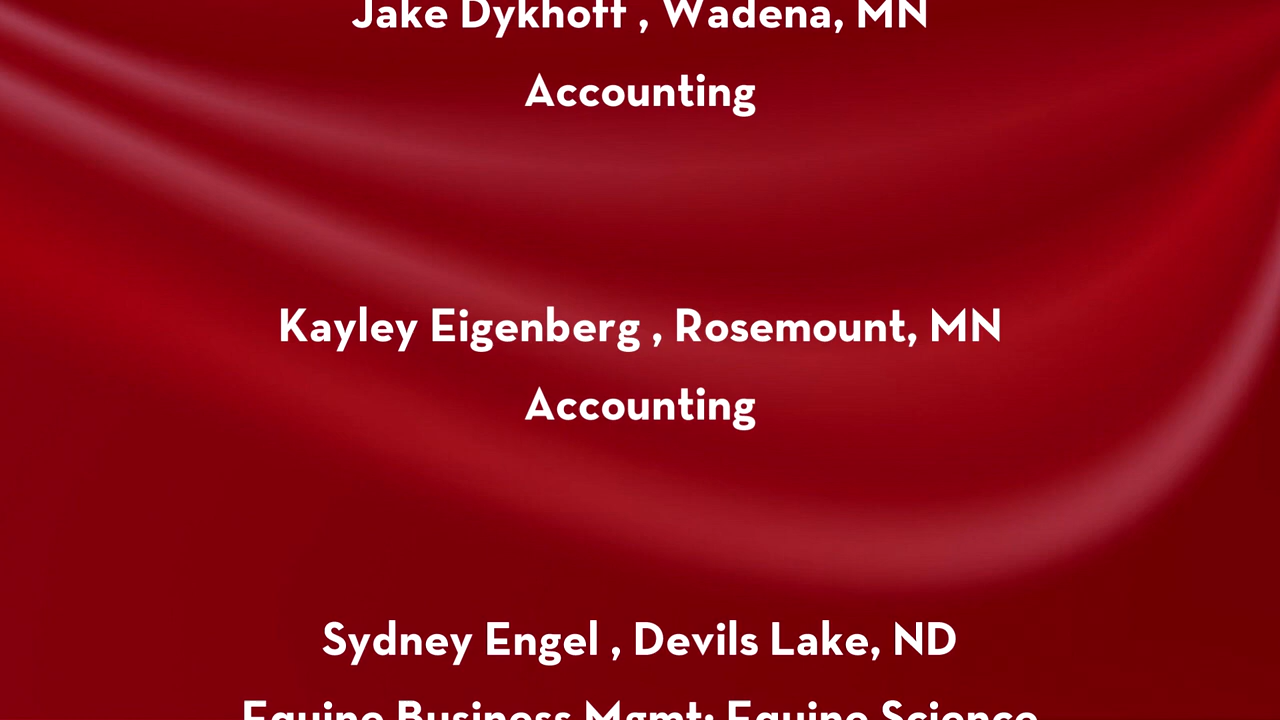 Jake Dykhoff , Wadena, MN
Accounting
Kayley Eigenberg , Rosemount, MN
Accounting
Sydney Engel , Devils Lake, ND
Equine Business Mgmt; Equine Science